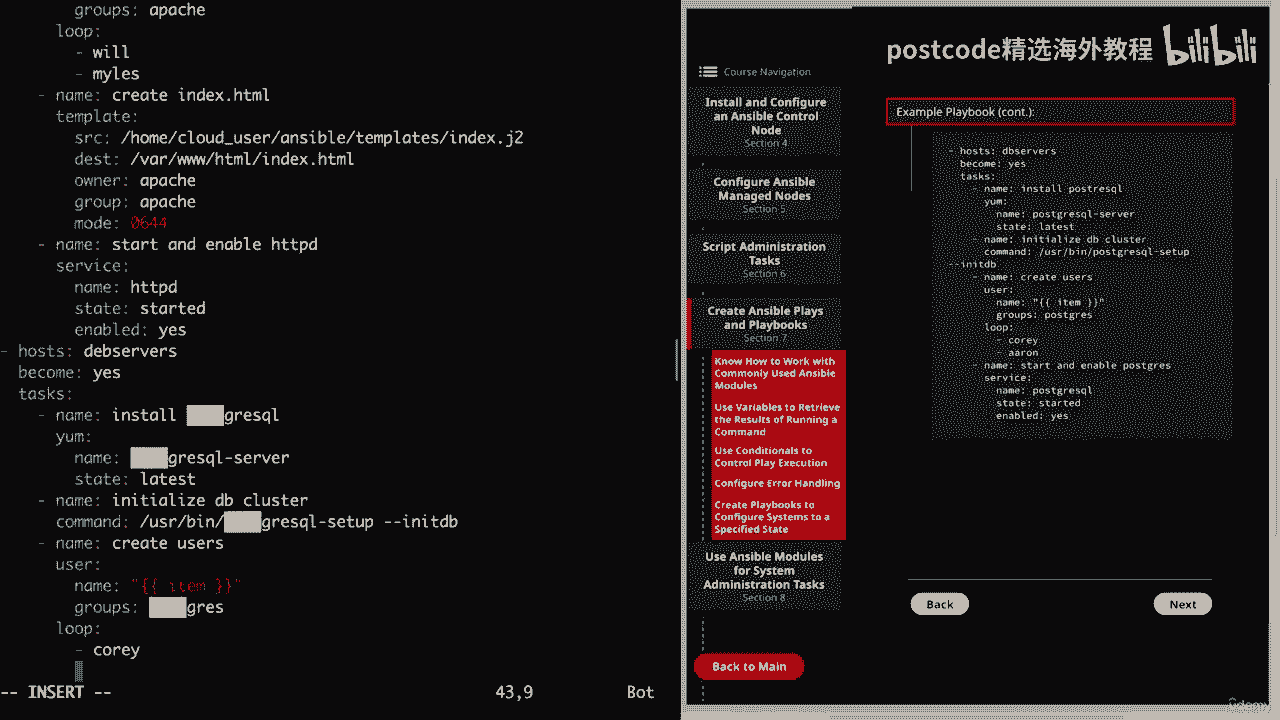 groups: apache
loop:
- will
- myles
- name: create index.html
template:
src: /home/cloud_user/ansible/templates/index.j2
dest: /var/www/html/index.html
owner: apache
group: apache
mode: 0644
- name: start and enable httpd
service:
name: httpd
state: started
enabled: yes
- hosts: debservers
become: yes
tasks:
- name: install gresql
yum:
name: gresql-server
state: latest
- name: initialize db cluster
command: /usr/bin/ gresql-setup --initdb
- name: create users
user:
name: "{{ item }}"
groups: gres
loop:
- corey
-- INSERT --
43,9
Bot
Course Navigation
Install and Configure
an Ansible Control
Node
Section 4
Configure Ansible
Managed Nodes
Section 5
Script Administration
Tasks
Section 6
Create Ansible Plays
and Playbooks
Section 7
Know How to Work with
Commonly Used Ansible
Modules
Use Variables to Retrieve
the Results of Running a
Command
Use Conditionals to
Control Play Execution
Configure Error Handling
Create Playbooks to
Configure Systems to a
Specified State
Use Ansible Modules
for System
Administration Tasks
Section 8
Back to Main
postcode精选海外教程 bilibili
Example Playbook (cont.):
- hosts: dbservers
become: yes
tasks:
- name: install postresql
yum:
name: postgresql-server
state: latest
- name: initialize db cluster
command: /usr/bin/postgresql-setup
--initdb
- name: create users
user:
name: "{{ item }}"
groups: postgres
loop:
- corey
- aaron
- name: start and enable postgres
service:
name: postgresql
state: started
enabled: yes
Back
Next
ûdemy